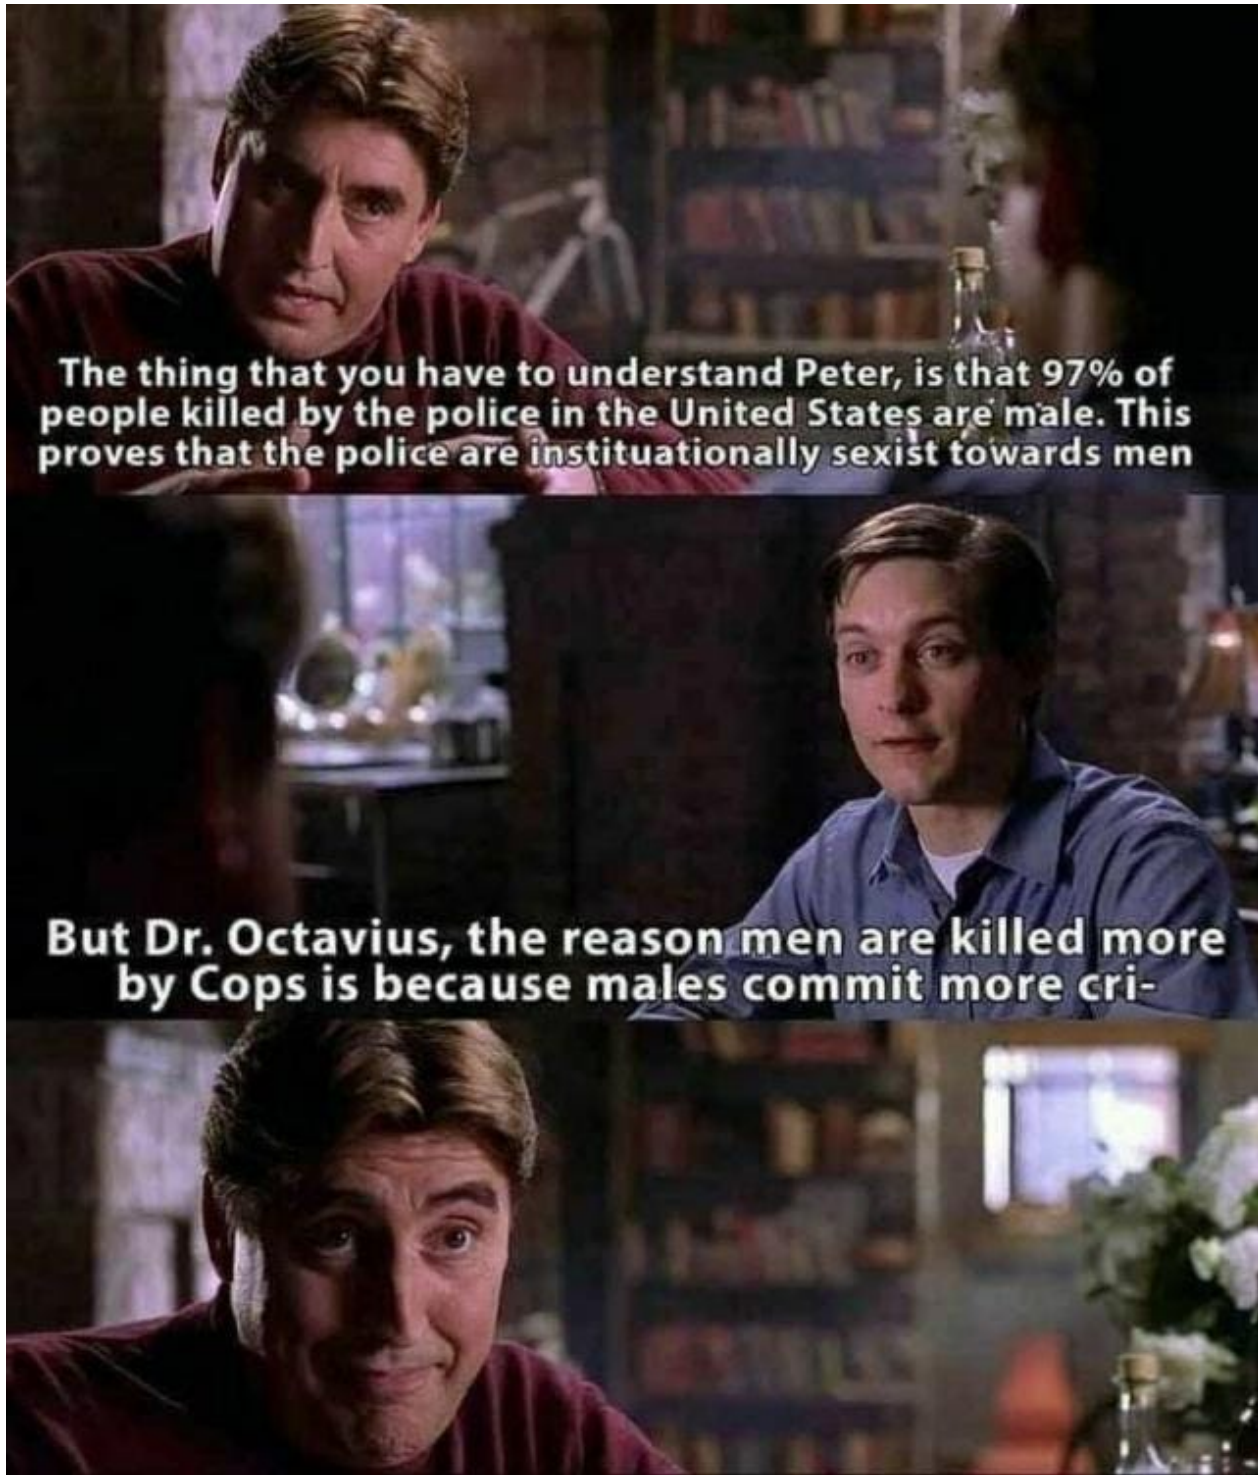 The thing that you have to understand Peter, is that 97% of
people killed by the police in the United States are male. This
proves that the police are instituationally sexist towards men
But Dr. Octavius, the reason men are killed more
by Cops is because males commit more cri-